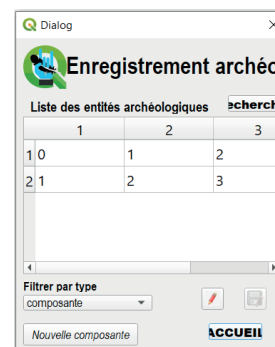 Dialog
Enregistrement archéo
Liste des entités archéologiques echerch
1 2 3
1 0 1 2
2 1 2 3
Filtrer par type
composante
Nouvelle composante ACCUEIL